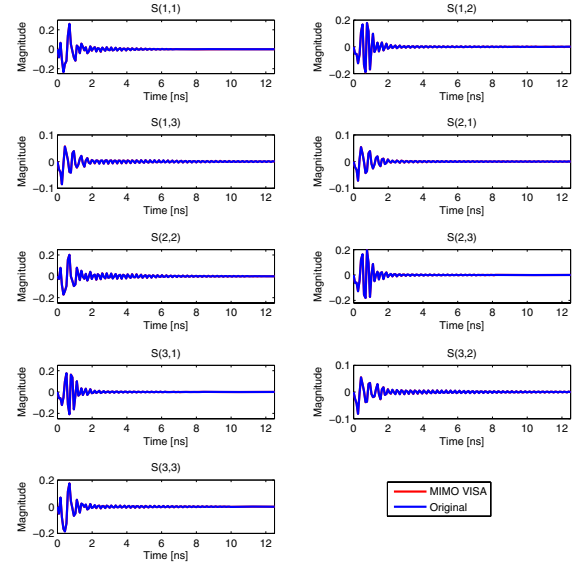 S(1,1)
Magnitude
0.2
0
−0.2
0 2 4 6 8 10 12
Time [ns]
S(1,2)
Magnitude
0.2
0
−0.2
0 2 4 6 8 10 12
Time [ns]
S(1,3)
Magnitude
0.1
0
−0.1
0 2 4 6 8 10 12
Time [ns]
S(2,1)
Magnitude
0.1
0
−0.1
0 2 4 6 8 10 12
Time [ns]
S(2,2)
Magnitude
0.2
0
−0.2
0 2 4 6 8 10 12
Time [ns]
S(2,3)
Magnitude
0.2
0
−0.2
0 2 4 6 8 10 12
Time [ns]
S(3,1)
Magnitude
0.2
0
−0.2
0 2 4 6 8 10 12
Time [ns]
S(3,2)
Magnitude
0.1
0
−0.1
0 2 4 6 8 10 12
Time [ns]
S(3,3)
Magnitude
0.2
0
−0.2
0 2 4 6 8 10 12
Time [ns]
MIMO VISA
Original